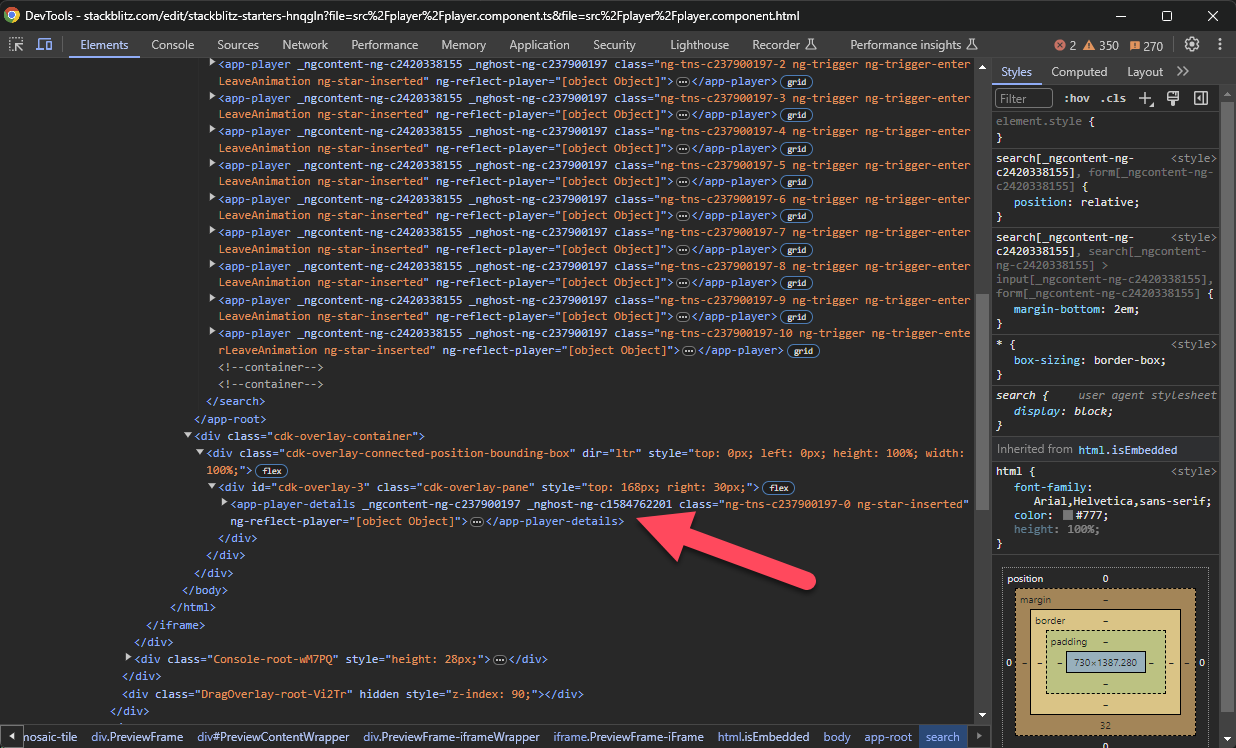 DevTools - stackblitz.com/edit/stackblitz-starters-hnqgln?file=src%2Fplayer%2Fplayer.component.ts&file=src%2Fplayer%2Fplayer.component.html
Elements Console Sources Network Performance Memory Application Security Lighthouse Recorder Performance insights 2 350 270
<app-player _ngcontent-ng-c2420338155 _nghost-ng-c237900197 class="ng-tns-c237900197-2 ng-trigger ng-trigger-enter
LeaveAnimation ng-star-inserted" ng-reflect-player="[object Object]">…</app-player> grid
<app-player _ngcontent-ng-c2420338155 _nghost-ng-c237900197 class="ng-tns-c237900197-3 ng-trigger ng-trigger-enter
LeaveAnimation ng-star-inserted" ng-reflect-player="[object Object]">…</app-player> grid
<app-player _ngcontent-ng-c2420338155 _nghost-ng-c237900197 class="ng-tns-c237900197-4 ng-trigger ng-trigger-enter
LeaveAnimation ng-star-inserted" ng-reflect-player="[object Object]">…</app-player> grid
<app-player _ngcontent-ng-c2420338155 _nghost-ng-c237900197 class="ng-tns-c237900197-5 ng-trigger ng-trigger-enter
LeaveAnimation ng-star-inserted" ng-reflect-player="[object Object]">…</app-player> grid
<app-player _ngcontent-ng-c2420338155 _nghost-ng-c237900197 class="ng-tns-c237900197-6 ng-trigger ng-trigger-enter
LeaveAnimation ng-star-inserted" ng-reflect-player="[object Object]">…</app-player> grid
<app-player _ngcontent-ng-c2420338155 _nghost-ng-c237900197 class="ng-tns-c237900197-7 ng-trigger ng-trigger-enter
LeaveAnimation ng-star-inserted" ng-reflect-player="[object Object]">…</app-player> grid
<app-player _ngcontent-ng-c2420338155 _nghost-ng-c237900197 class="ng-tns-c237900197-8 ng-trigger ng-trigger-enter
LeaveAnimation ng-star-inserted" ng-reflect-player="[object Object]">…</app-player> grid
<app-player _ngcontent-ng-c2420338155 _nghost-ng-c237900197 class="ng-tns-c237900197-9 ng-trigger ng-trigger-enter
LeaveAnimation ng-star-inserted" ng-reflect-player="[object Object]">…</app-player> grid
<app-player _ngcontent-ng-c2420338155 _nghost-ng-c237900197 class="ng-tns-c237900197-10 ng-trigger ng-trigger-ente
rLeaveAnimation ng-star-inserted" ng-reflect-player="[object Object]">…</app-player> grid
<!--container-->
<!--container-->
</search>
</app-root>
<div class="cdk-overlay-container">
<div class="cdk-overlay-connected-position-bounding-box" dir="ltr" style="top: 0px; left: 0px; height: 100%; width:
100%;"> flex
<div id="cdk-overlay-3" class="cdk-overlay-pane" style="top: 168px; right: 30px;"> flex
<app-player-details _ngcontent-ng-c237900197 _nghost-ng-c1584762201 class="ng-tns-c237900197-0 ng-star-inserted"
ng-reflect-player="[object Object]">…</app-player-details>
</div>
</div>
</div>
</body>
</html>
</iframe>
</div>
<div class="Console-root-wM7PQ" style="height: 28px;">…</div>
</div>
<div class="DragOverlay-root-Vi2Tr" hidden style="z-index: 90;"></div>
</div>
Styles Computed Layout
Filter :hov .cls
element.style {
}
search[_ngcontent-ng- <style>
c2420338155], form[_ngcontent-ng-
c2420338155] {
position: relative;
}
search[_ngcontent-ng- <style>
c2420338155], search[_ngcontent-
ng-c2420338155] >
input[_ngcontent-ng-c2420338155],
form[_ngcontent-ng-c2420338155] {
margin-bottom: 2em;
}
* { <style>
box-sizing: border-box;
}
search { user agent stylesheet
display: block;
}
Inherited from html.isEmbedded
html { <style>
font-family:
Arial,Helvetica,sans-serif;
color: #777;
height: 100%;
}
position 0
margin –
border –
padding –
0 – – – 730×1387.280 – – – 0
–
–
32
0
mosaic-tile div.PreviewFrame div#PreviewContentWrapper div.PreviewFrame-iframeWrapper iframe.PreviewFrame-iFrame html.isEmbedded body app-root search